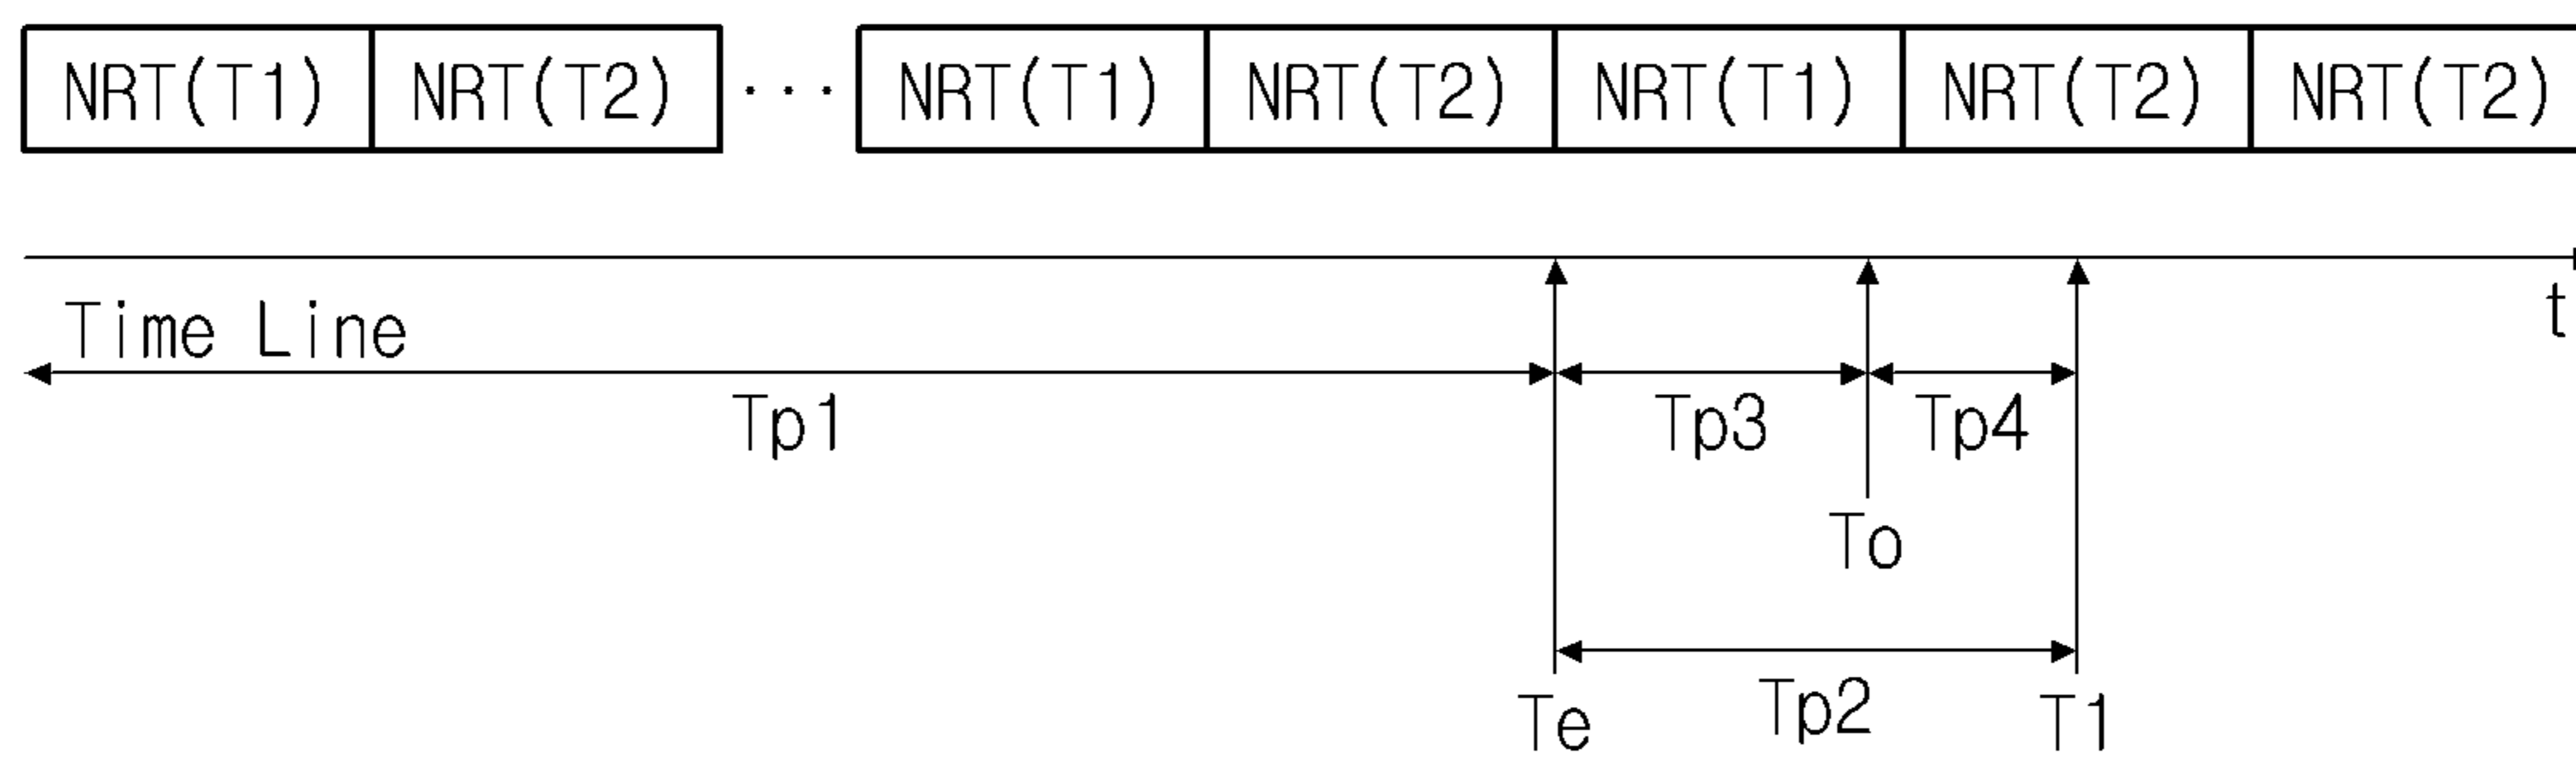 NRT(T1) NRT(T2) ··· NRT(T1) NRT(T2) NRT(T1) NRT(T2) NRT(T2)
Time Line
t
Tp1
Tp3
Tp4
To
Te
Tp2
T1